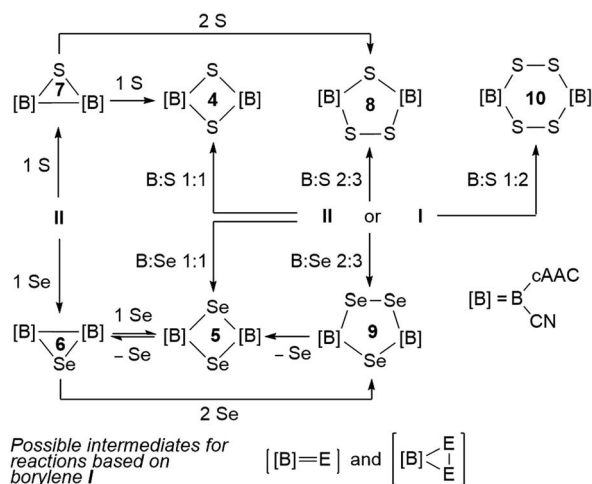 2 S
S
7
[B] [B]
1 S
S
[B] 4 [B]
S
S
[B] 8 [B]
S–S
S–S
[B] 10 [B]
S–S
1 S
B:S 1:1
B:S 2:3
B:S 1:2
II
II or I
1 Se
B:Se 1:1
B:Se 2:3
[B] [B]
6
Se
1 Se
– Se
Se
[B] 5 [B]
Se
– Se
Se–Se
9
[B] [B]
Se
[B] = B
cAAC
CN
2 Se
Possible intermediates for
reactions based on
borylene I
[[B]=E] and [[B] E E]